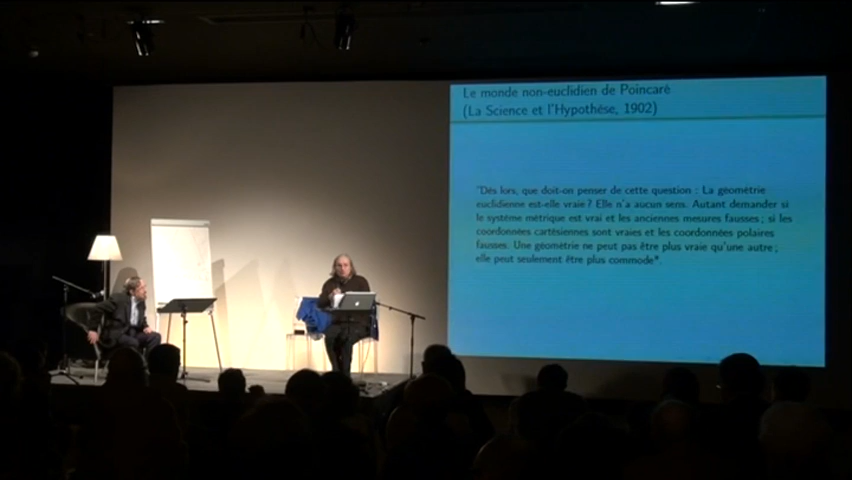 Le monde non-euclidien de Poincaré
(La Science et l'Hypothése, 1902)
"Dès lors, que doit-on penser de cette question : La géométrie
euclidienne est-elle vraie ? Elle n'a aucun sens. Autant demander si
le système métrique est vrai et les anciennes mesures fausses ; si les
coordonnées cartésiennes sont vraies et les coordonnées polaires
fausses. Une géométrie ne peut pas être plus vraie qu'une autre ;
elle peut seulement être plus commode".